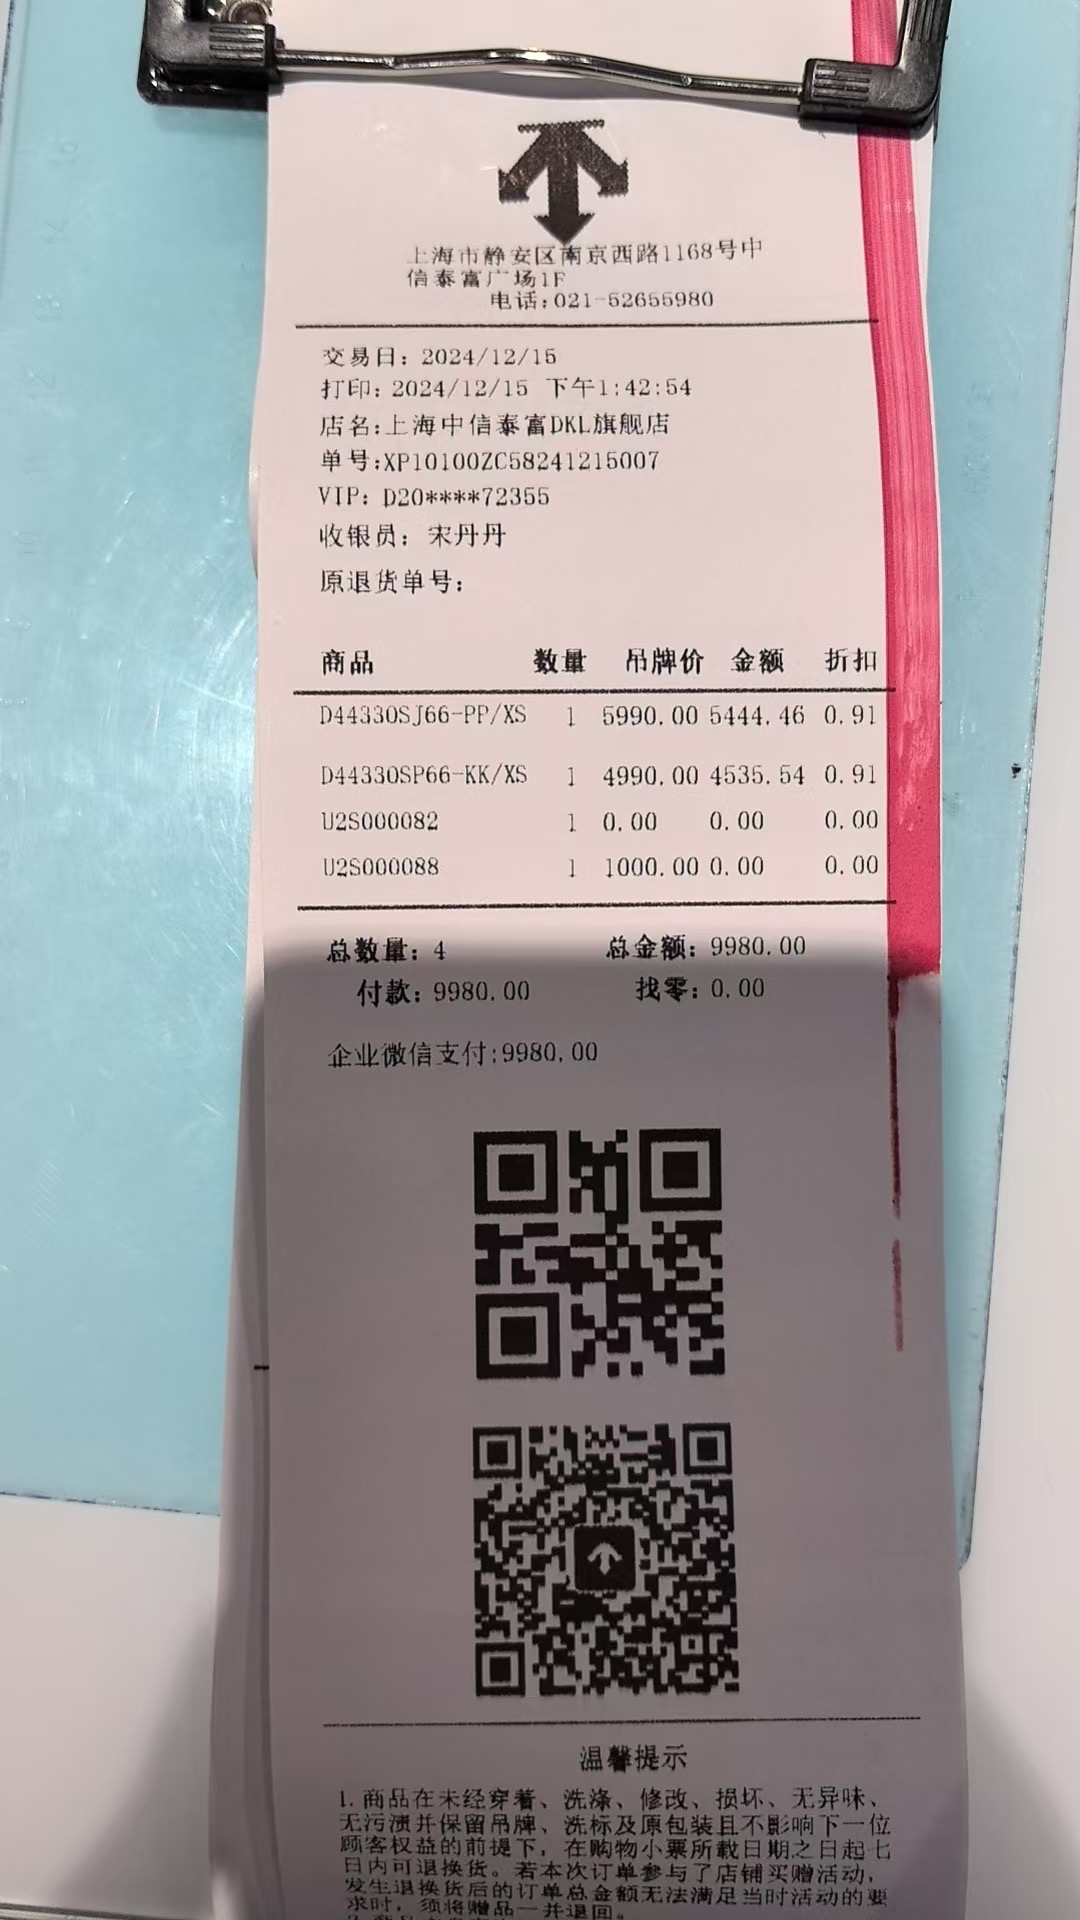 上海市静安区南京西路1168号中
信泰富广场1F
电话:021-52655980
交易日: 2024/12/15
打印: 2024/12/15 下午1:42:54
店名:上海中信泰富DKL旗舰店
单号:XP10100ZC58241215007
VIP: D20****72355
收银员: 宋丹丹
原退货单号:
商品 数量 吊牌价 金额 折扣
D4433OSJ66-PP/XS 1 5990.00 5444.46 0.91
D4433OSP66-KK/XS 1 4990.00 4535.54 0.91
U2S000082 1 0.00 0.00 0.00
U2S000088 1 1000.00 0.00 0.00
总数量: 4 总金额: 9980.00
付款: 9980.00 找零: 0.00
企业微信支付:9980.00
温馨提示
1. 商品在未经穿着、洗涤、修改、损坏、无异味、
无污渍并保留吊牌、洗标及原包装且不影响下一位
顾客权益的前提下，在购物小票所载日期之日起七
日内可退换货。若本次订单参与了店铺买赠活动，
发生退换货后的订单总金额无法满足当时活动的要
求时，须将赠品一并退回。